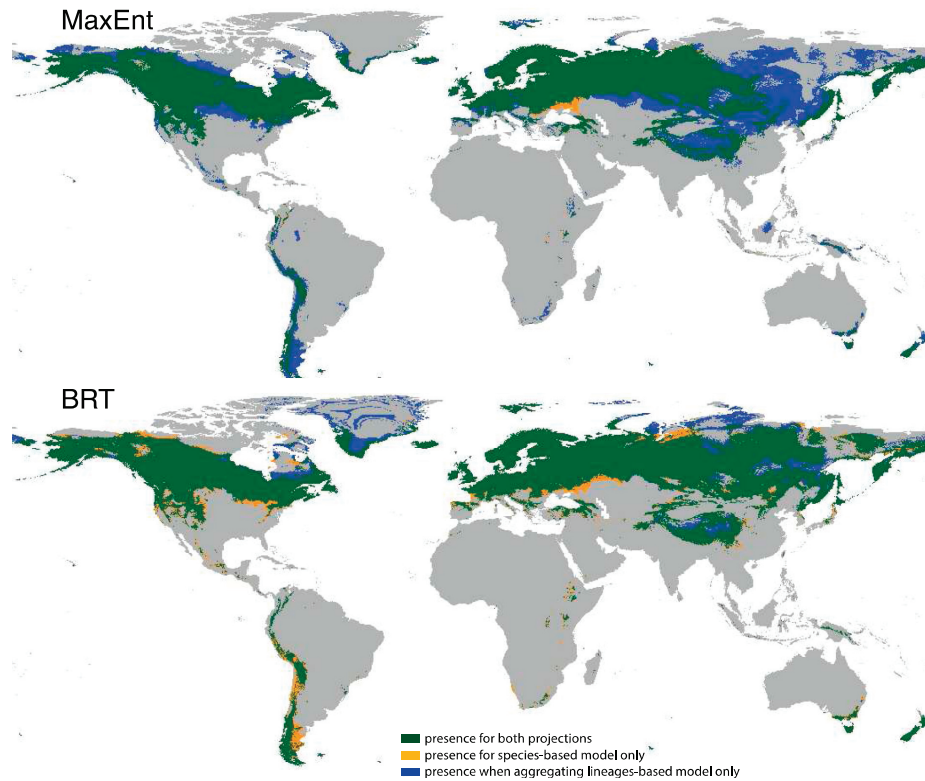 MaxEnt
BRT
presence for both projections
presence for species-based model only
presence when aggregating lineages-based model only